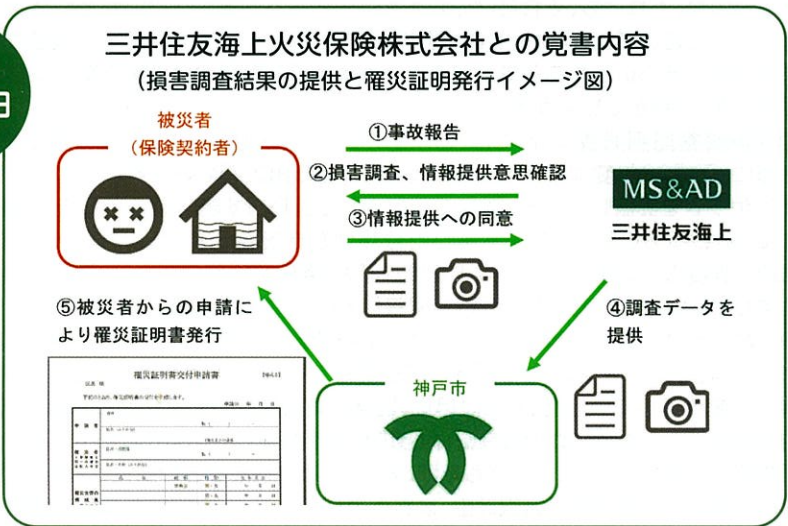 三井住友海上火災保険株式会社との覚書内容
(損害調査結果の提供と罹災証明発行イメージ図)
被災者
(保険契約者)
①事故報告
②損害調査、情報提供意思確認
③情報提供への同意
MS&AD
三井住友海上
④調査データを
提供
⑤被災者からの申請に
より罹災証明書発行
神戸市
罹災証明書交付申請書
申請者